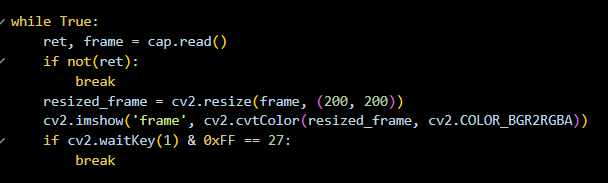 while True:
    ret, frame = cap.read()
    if not(ret):
        break
    resized_frame = cv2.resize(frame, (200, 200))
    cv2.imshow('frame', cv2.cvtColor(resized_frame, cv2.COLOR_BGR2RGBA))
    if cv2.waitKey(1) & 0xFF == 27:
        break